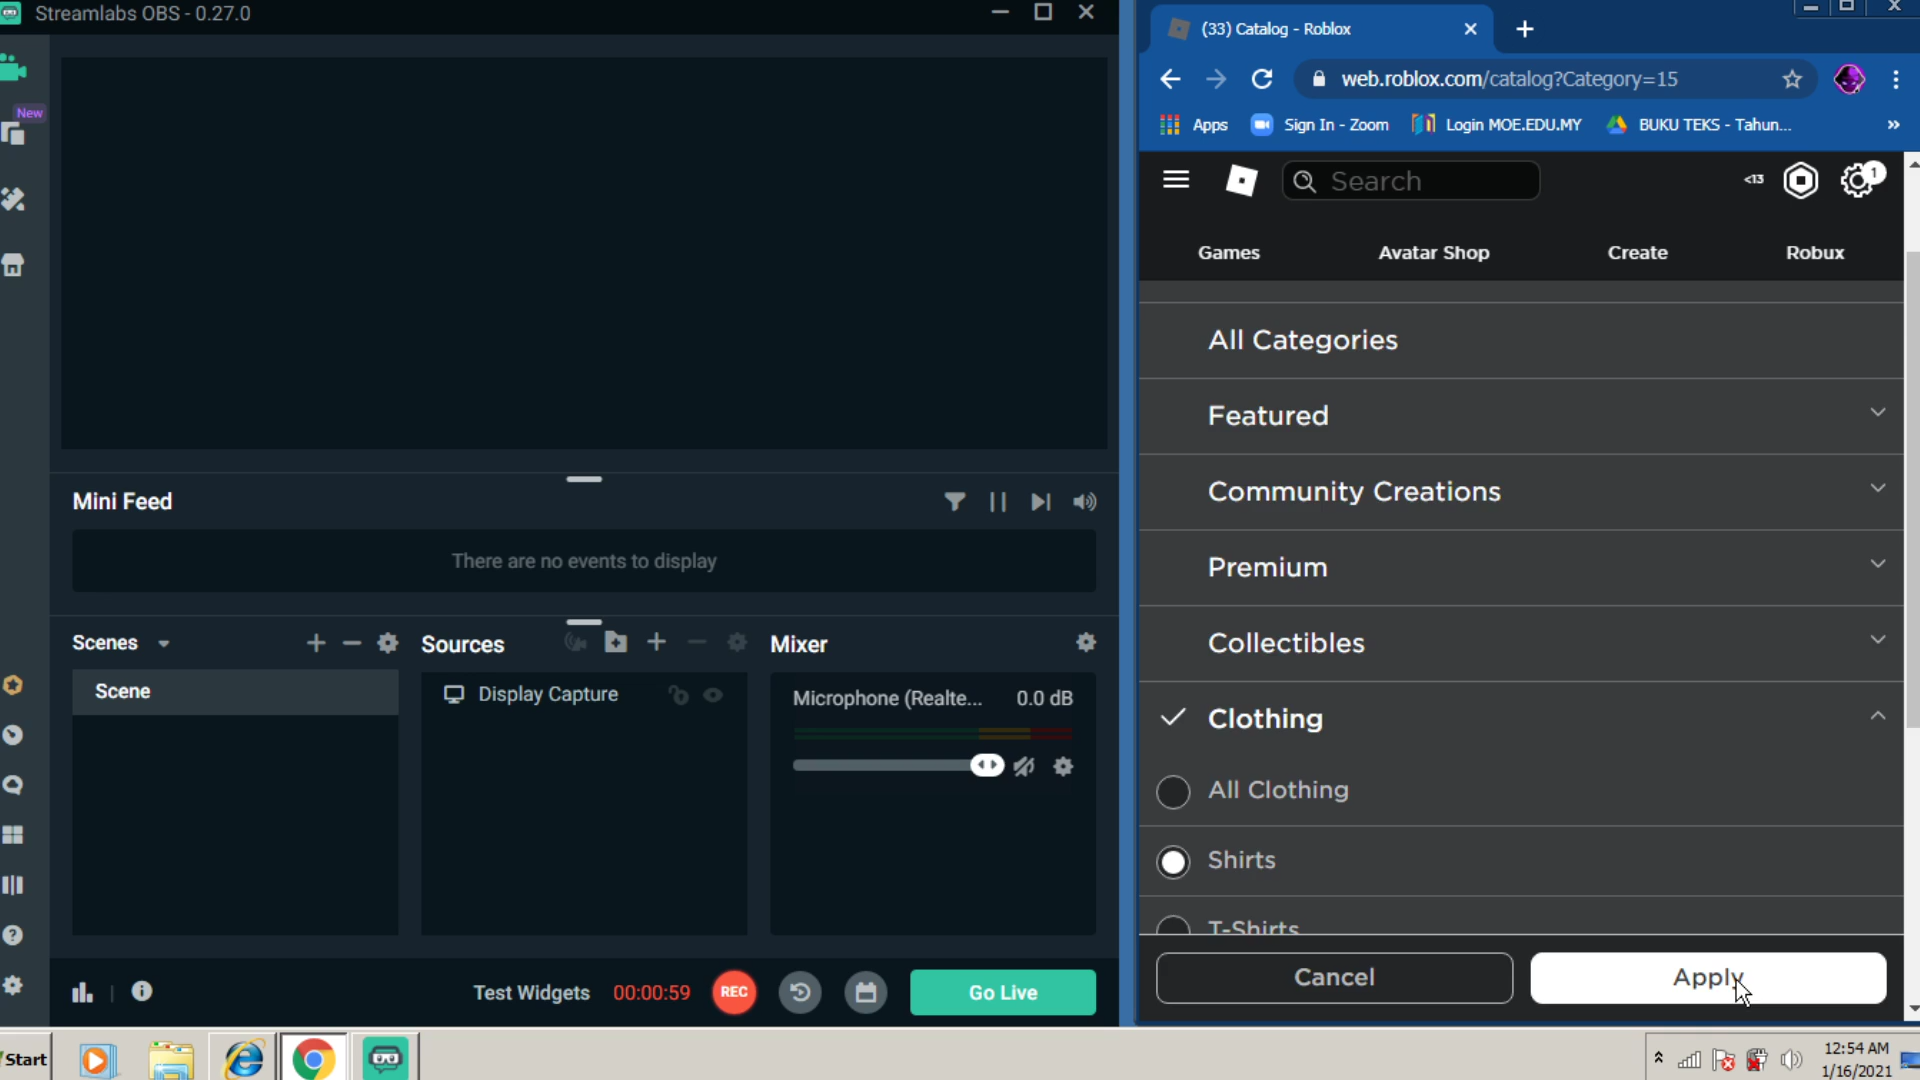 Streamlabs OBS - 0.27.0
New
Mini Feed
There are no events to display
Scenes
Scene
Sources
Display Capture
Mixer
Microphone (Realte... 0.0 dB
Test Widgets 00:00:59 REC Go Live
(33) Catalog - Roblox
web.roblox.com/catalog?Category=15
Apps Sign In - Zoom Login MOE.EDU.MY BUKU TEKS - Tahun... »
Search <13 1
Games Avatar Shop Create Robux
All Categories
Featured
Community Creations
Premium
Collectibles
Clothing
All Clothing
Shirts
T-Shirts
Cancel Apply
Start
12:54 AM
1/16/2021